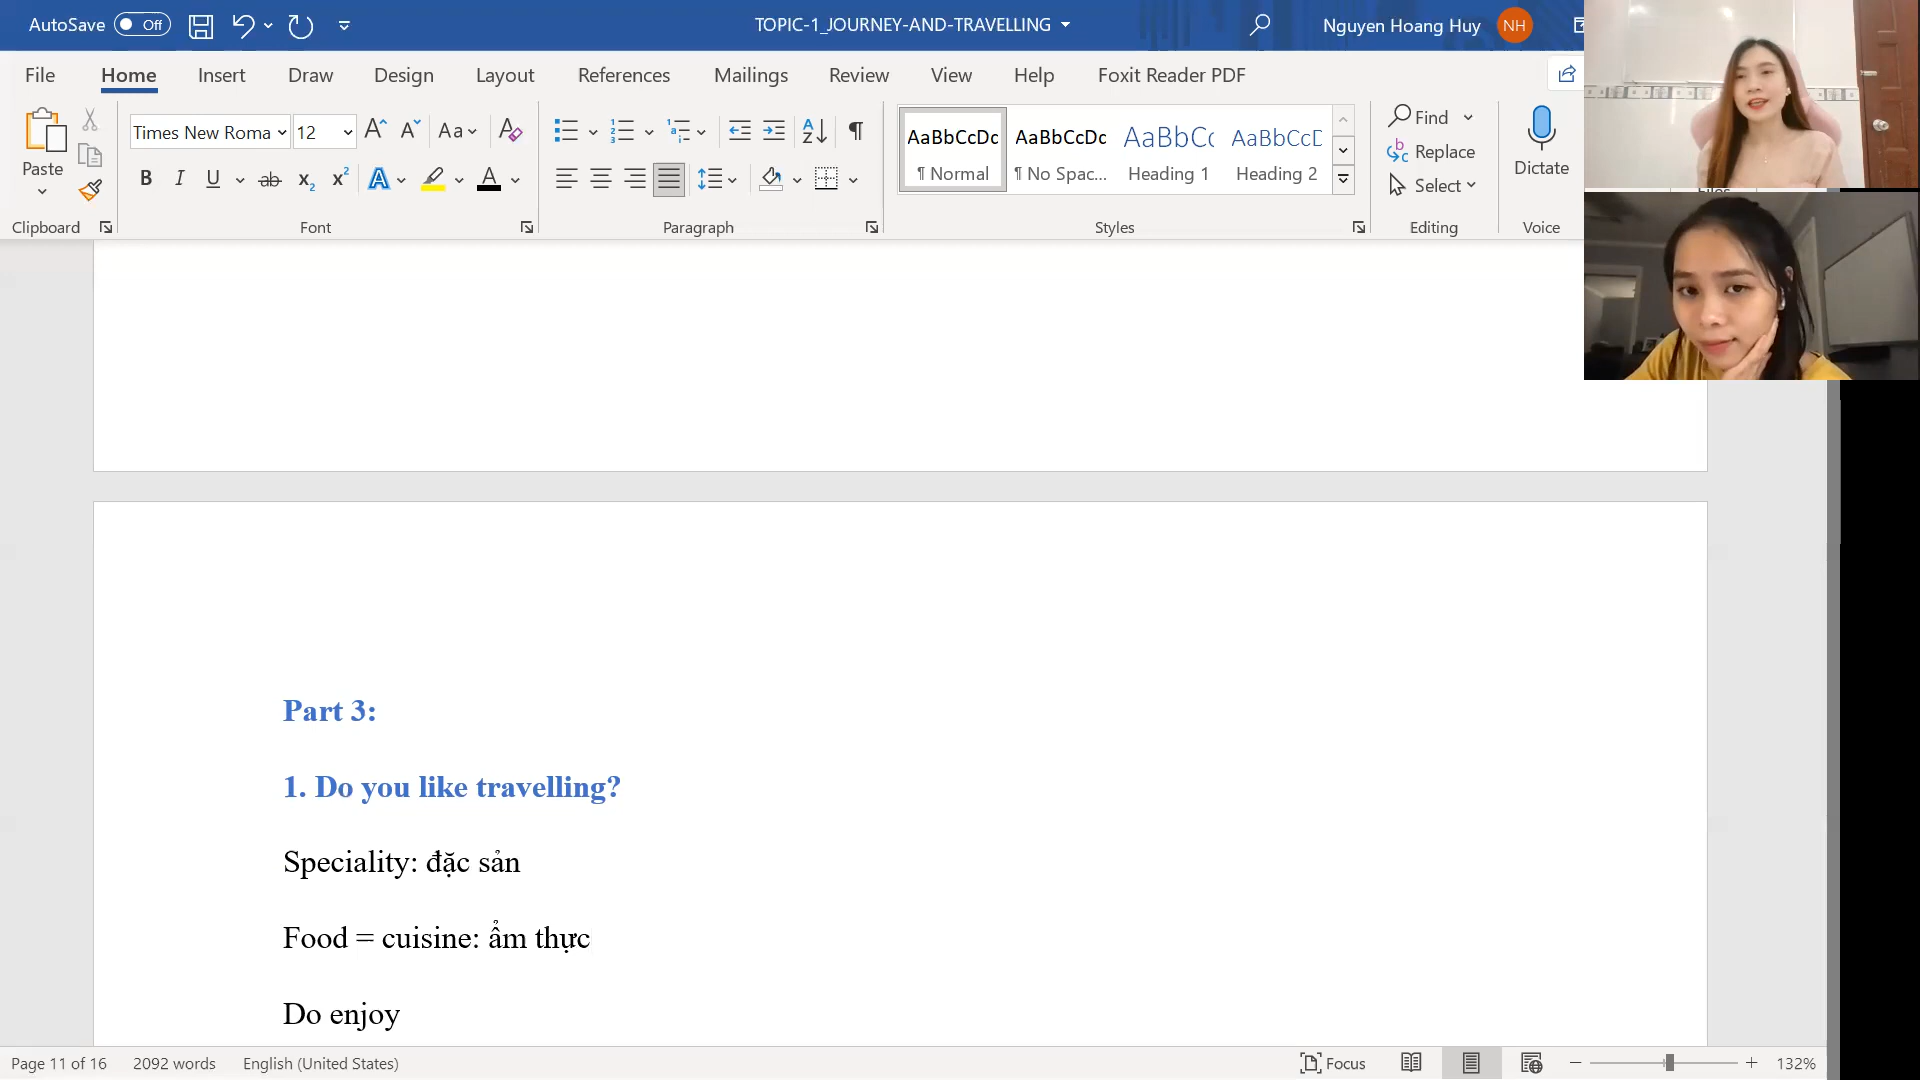 AutoSave Off TOPIC-1_JOURNEY-AND-TRAVELLING Nguyen Hoang Huy NH
File Home Insert Draw Design Layout References Mailings Review View Help Foxit Reader PDF
Times New Roma 12 Aa
AaBbCcDc AaBbCcDc AaBbCc AaBbCcD
¶ Normal ¶ No Spac... Heading 1 Heading 2
Paste
Find
Replace
Select
Dictate
Clipboard Font Paragraph Styles Editing Voice
Part 3:
1. Do you like travelling?
Speciality: đặc sản
Food = cuisine: ẩm thực
Do enjoy
Page 11 of 16 2092 words English (United States) Focus 132%